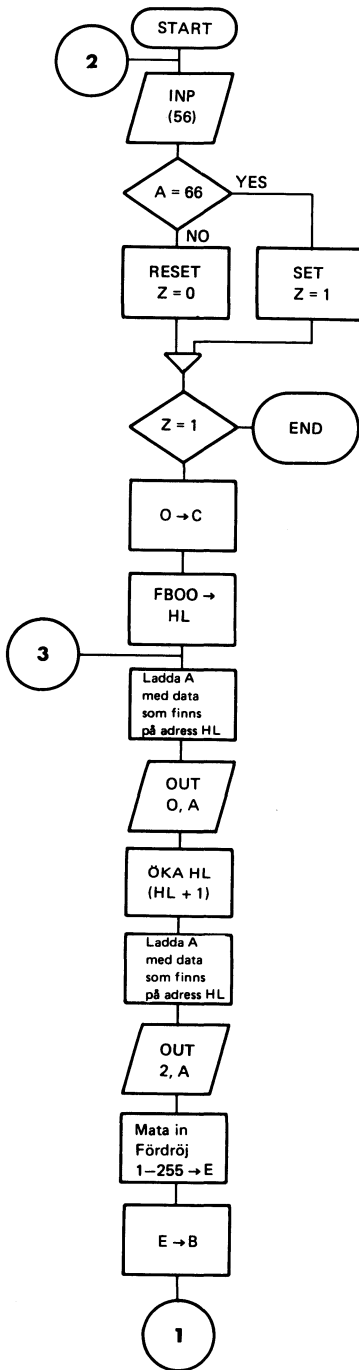 START
2
INP
(56)
A = 66
YES
NO
RESET
Z = 0
SET
Z = 1
Z = 1
END
O → C
FBOO →
HL
3
Ladda A
med data
som finns
på adress HL
OUT
O, A
ÖKA HL
(HL + 1)
Ladda A
med data
som finns
på adress HL
OUT
2, A
Mata in
Fördröj
1–255 → E
E → B
1